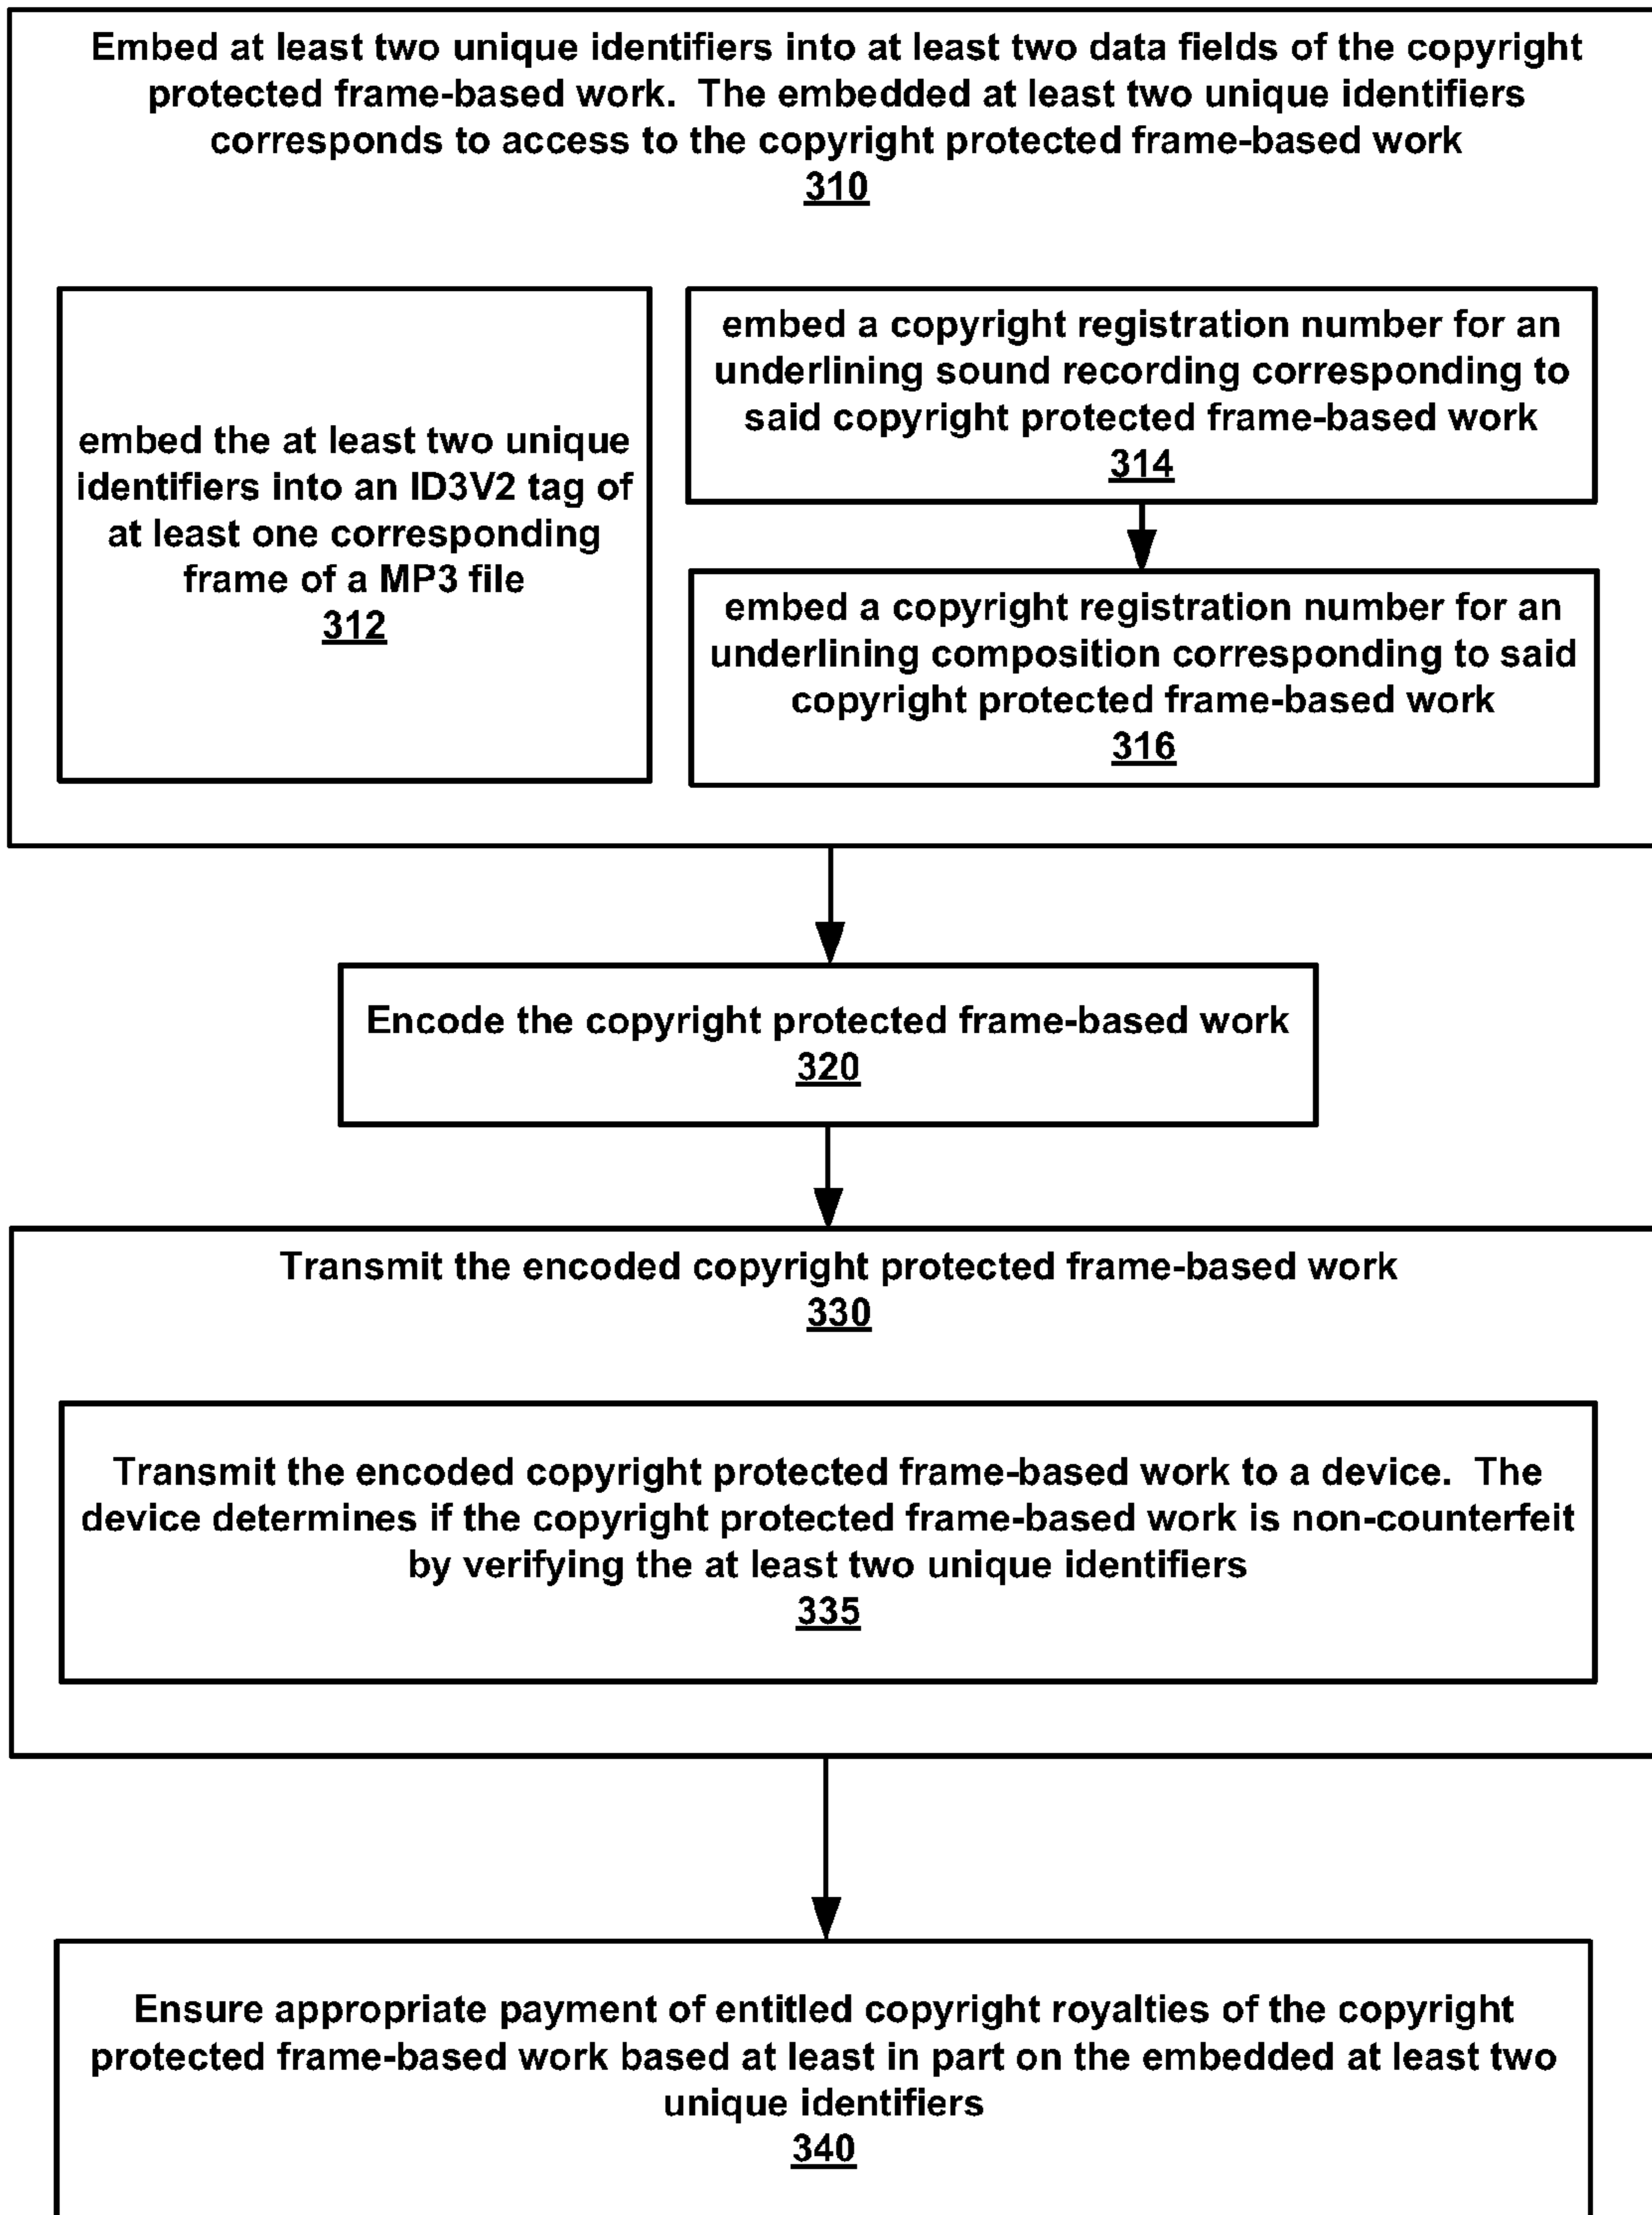 Embed at least two unique identifiers into at least two data fields of the copyright
protected frame-based work.  The embedded at least two unique identifiers
corresponds to access to the copyright protected frame-based work
310
embed the at least two unique
identifiers into an ID3V2 tag of
at least one corresponding
frame of a MP3 file
312
embed a copyright registration number for an
underlining sound recording corresponding to
said copyright protected frame-based work
314
embed a copyright registration number for an
underlining composition corresponding to said
copyright protected frame-based work
316
Encode the copyright protected frame-based work
320
Transmit the encoded copyright protected frame-based work
330
Transmit the encoded copyright protected frame-based work to a device.  The
device determines if the copyright protected frame-based work is non-counterfeit
by verifying the at least two unique identifiers
335
Ensure appropriate payment of entitled copyright royalties of the copyright
protected frame-based work based at least in part on the embedded at least two
unique identifiers
340